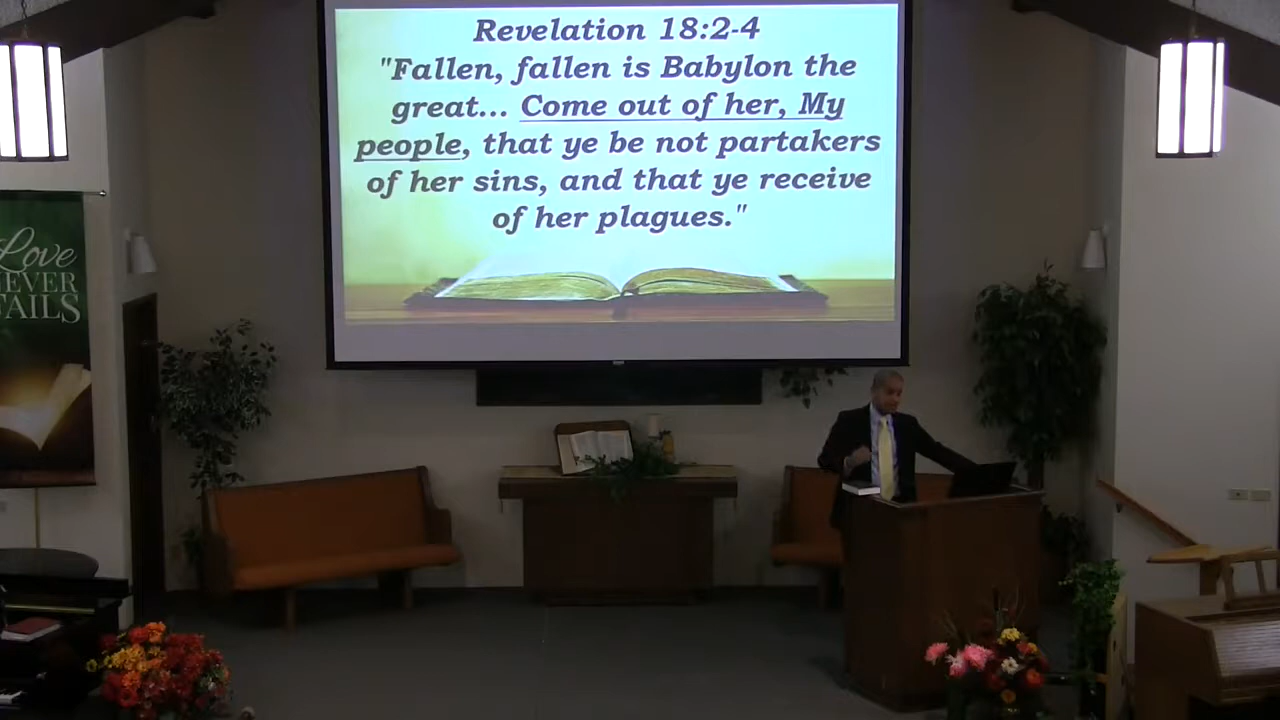 Revelation 18:2-4
"Fallen, fallen is Babylon the
great... Come out of her, My
people, that ye be not partakers
of her sins, and that ye receive
of her plagues."
Love
NEVER
FAILS